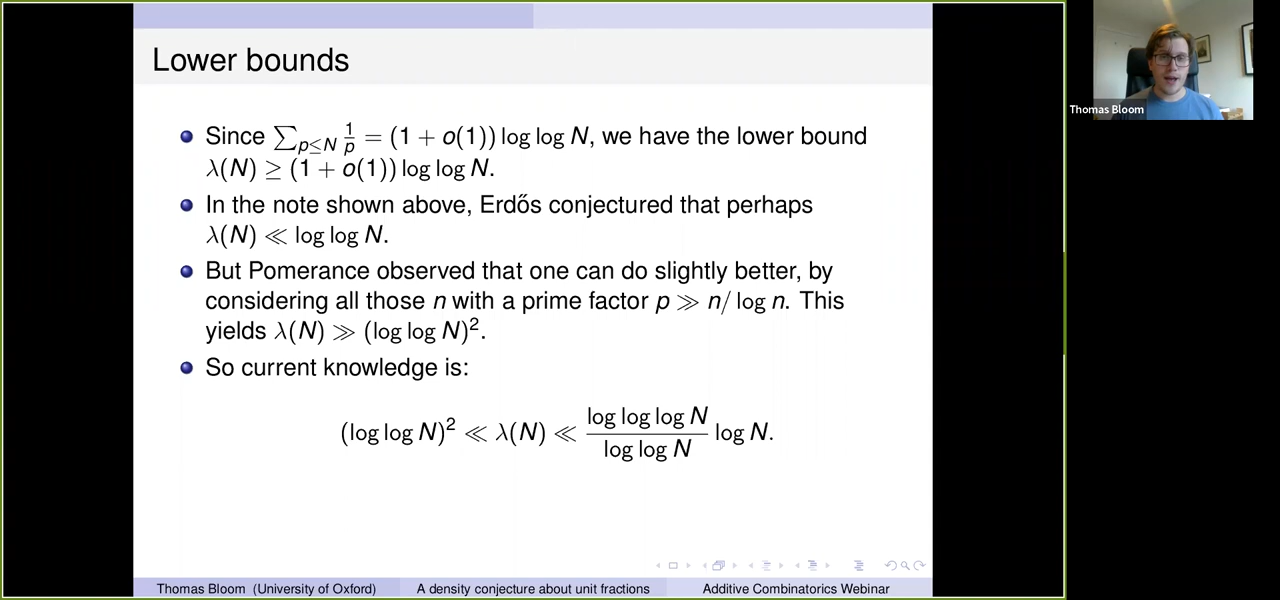 Lower bounds
Since ∑_{p≤N} 1/p = (1 + o(1)) log log N, we have the lower bound
λ(N) ≥ (1 + o(1)) log log N.
In the note shown above, Erdős conjectured that perhaps
λ(N) ≪ log log N.
But Pomerance observed that one can do slightly better, by
considering all those n with a prime factor p ≫ n/ log n. This
yields λ(N) ≫ (log log N)².
So current knowledge is:
(log log N)² ≪ λ(N) ≪ \frac{log log log N}{log log N} log N.
Thomas Bloom (University of Oxford) A density conjecture about unit fractions Additive Combinatorics Webinar
Thomas Bloom